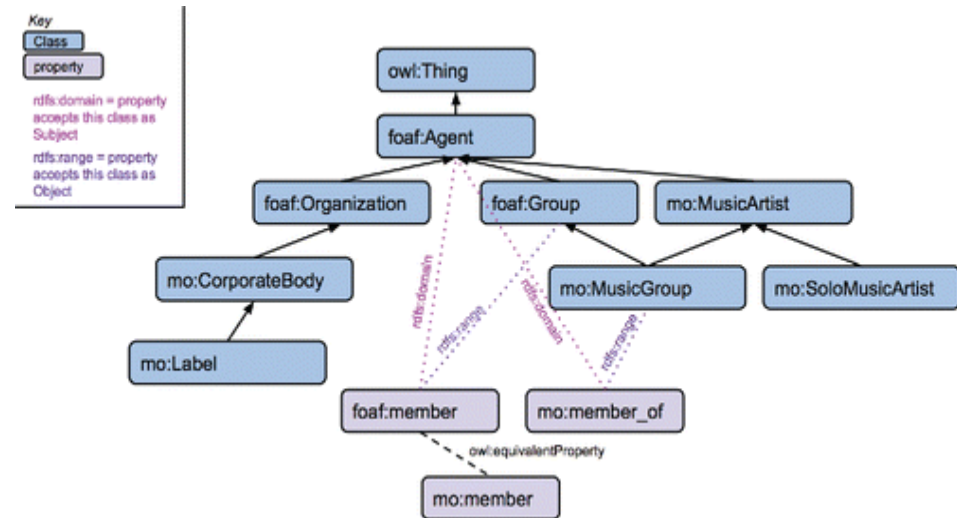 Key
Class
property
rdfs:domain = property
accepts this class as
Subject
rdfs:range = property
accepts this class as
Object
owl:Thing
foaf:Agent
foaf:Organization
foaf:Group
mo:MusicArtist
mo:CorporateBody
mo:MusicGroup
mo:SoloMusicArtist
mo:Label
rdfs:domain
rdfs:range
rdfs:domain
rdfs:range
foaf:member
mo:member_of
owl:equivalentProperty
mo:member